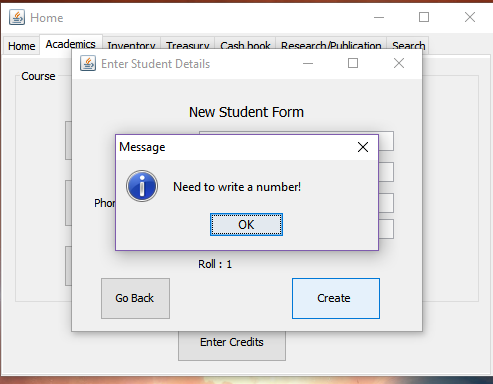 Home
Home Academics Inventory Treasury Cash book Research/Publication Search
Enter Student Details
Course
New Student Form
Message
Need to write a number!
OK
Roll : 1
Go Back Create
Enter Credits